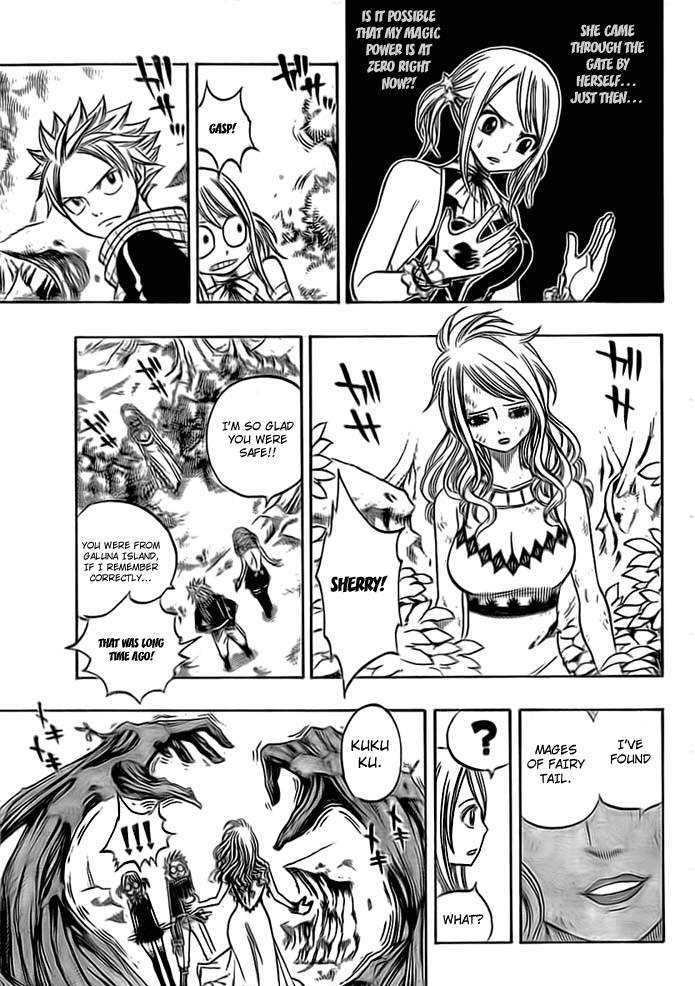 SHE CAME
THROUGH THE
GATE BY
HERSELF...
JUST THEN...
IS IT POSSIBLE
THAT MY MAGIC
POWER IS AT
ZERO RIGHT
NOW?!
GASP!
SHERRY!
I'M SO GLAD
YOU WERE
SAFE!!
YOU WERE FROM
GALUNA ISLAND,
IF I REMEMBER
CORRECTLY...
THAT WAS LONG
TIME AGO!
I'VE
FOUND
MAGES
OF FAIRY
TAIL.
?
WHAT?
KUKU
KU.
!!!